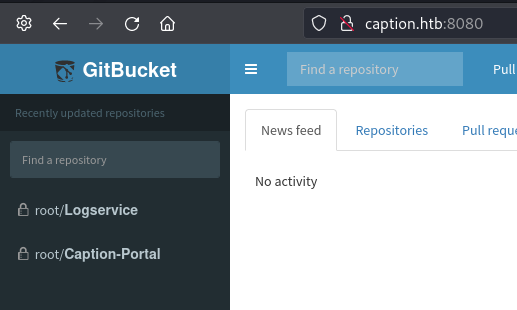 caption.htb:8080
GitBucket
Find a repository
Pull
Recently updated repositories
News feed
Repositories
Pull reque
Find a repository
No activity
root/Logservice
root/Caption-Portal